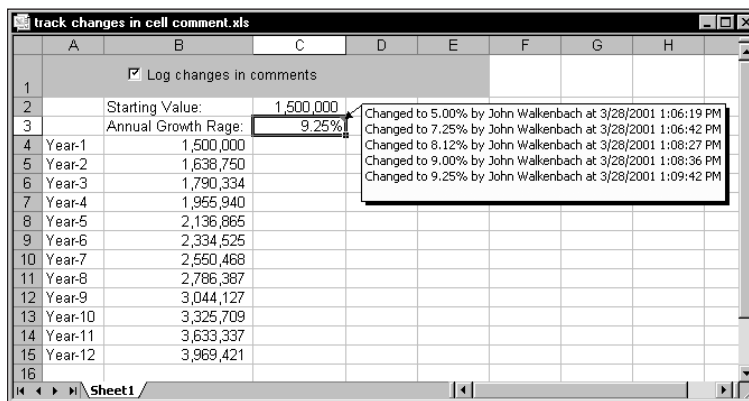 track changes in cell comment.xls
A B C D E F G H
1 Log changes in comments
2 Starting Value: 1,500,000
3 Annual Growth Rage: 9.25%
Changed to 5.00% by John Walkenbach at 3/28/2001 1:06:19 PM
Changed to 7.25% by John Walkenbach at 3/28/2001 1:06:42 PM
Changed to 8.12% by John Walkenbach at 3/28/2001 1:08:27 PM
Changed to 9.00% by John Walkenbach at 3/28/2001 1:08:36 PM
Changed to 9.25% by John Walkenbach at 3/28/2001 1:09:42 PM
4 Year-1 1,500,000
5 Year-2 1,638,750
6 Year-3 1,790,334
7 Year-4 1,955,940
8 Year-5 2,136,865
9 Year-6 2,334,525
10 Year-7 2,550,468
11 Year-8 2,786,387
12 Year-9 3,044,127
13 Year-10 3,325,709
14 Year-11 3,633,337
15 Year-12 3,969,421
16
Sheet1